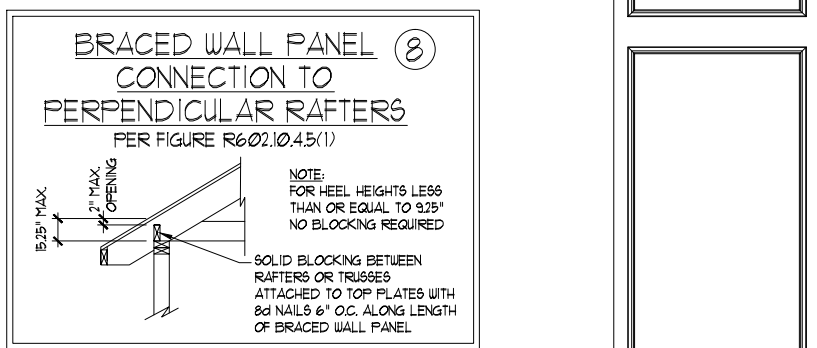 BRACED WALL PANEL
8
CONNECTION TO
PERPENDICULAR RAFTERS
PER FIGURE R602.10.4.5(1)
15.25" MAX.
2" MAX.
OPENING
NOTE:
FOR HEEL HEIGHTS LESS
THAN OR EQUAL TO 9.25"
NO BLOCKING REQUIRED
SOLID BLOCKING BETWEEN
RAFTERS OR TRUSSES
ATTACHED TO TOP PLATES WITH
8d NAILS 6" O.C. ALONG LENGTH
OF BRACED WALL PANEL